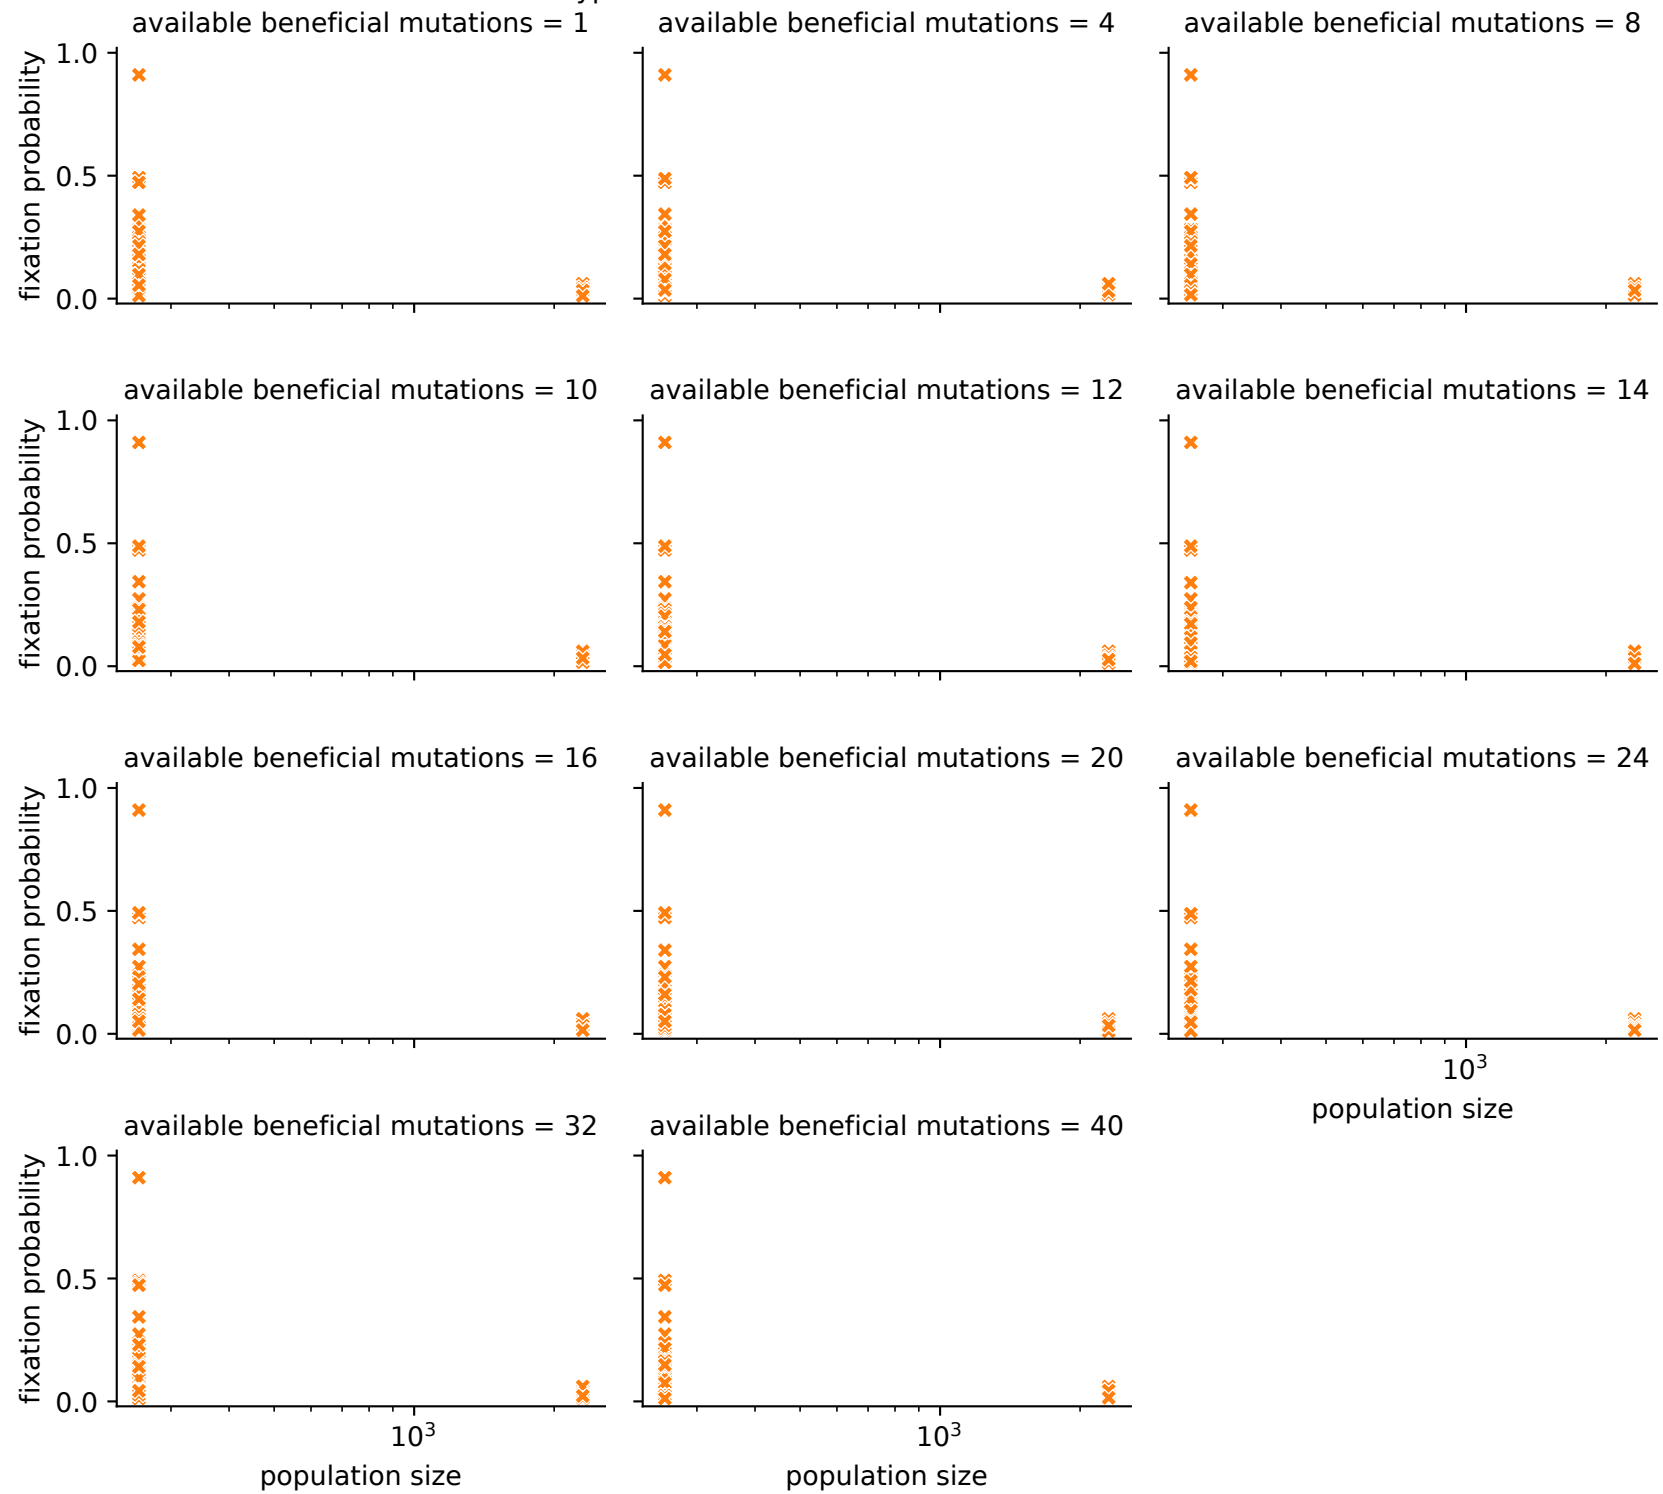 available beneficial mutations = 1
available beneficial mutations = 4
available beneficial mutations = 8
1.0
0.5
0.0
fixation probability
available beneficial mutations = 10
available beneficial mutations = 12
available beneficial mutations = 14
1.0
0.5
0.0
fixation probability
available beneficial mutations = 16
available beneficial mutations = 20
available beneficial mutations = 24
1.0
0.5
0.0
fixation probability
10³
population size
available beneficial mutations = 32
available beneficial mutations = 40
1.0
0.5
0.0
fixation probability
10³
10³
population size
population size